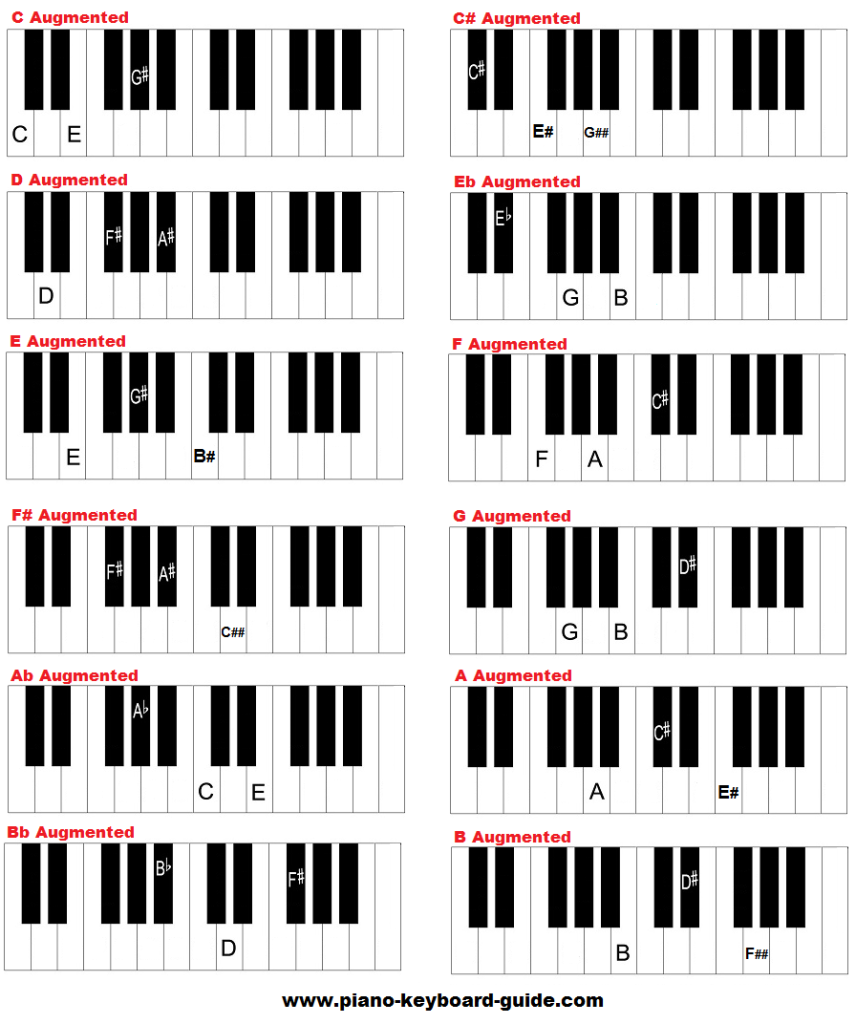 C Augmented
G#
C E
C# Augmented
C#
E# G##
D Augmented
F# A#
D
Eb Augmented
E♭
G B
E Augmented
G#
E B#
F Augmented
C#
F A
F# Augmented
F# A#
C##
G Augmented
D#
G B
Ab Augmented
A♭
C E
A Augmented
C#
A E#
Bb Augmented
B♭
F#
D
B Augmented
D#
B F##
www.piano-keyboard-guide.com